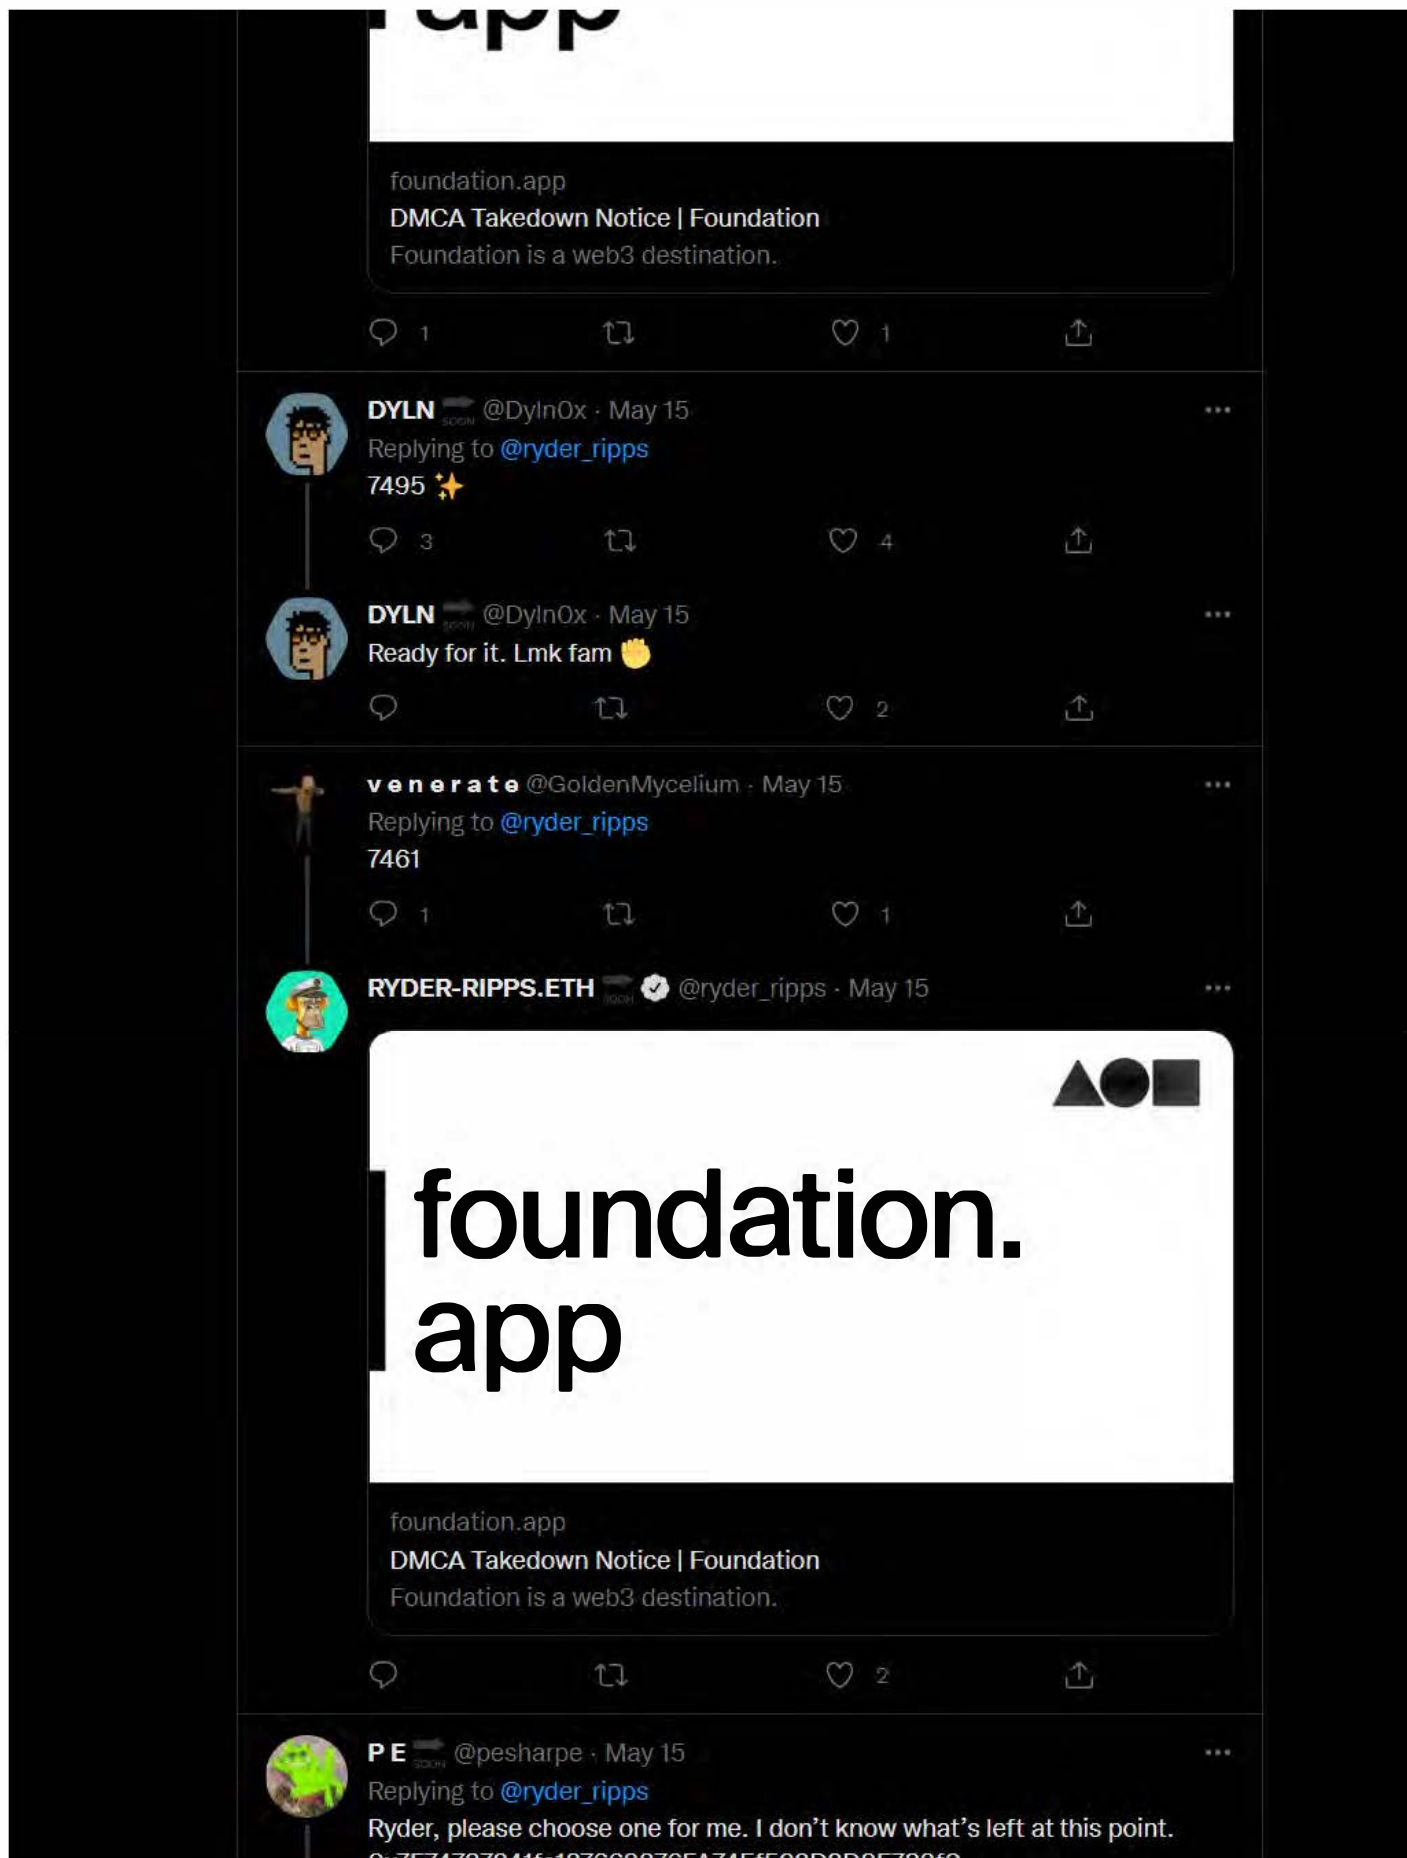 app
foundation.app
DMCA Takedown Notice | Foundation
Foundation is a web3 destination.
1 1
DYLN SOON @Dyln0x · May 15
Replying to @ryder_ripps
7495 ✨
3 4
DYLN SOON @Dyln0x · May 15
Ready for it. Lmk fam ✊
2
venerate @GoldenMycelium · May 15
Replying to @ryder_ripps
7461
1 1
RYDER-RIPPS.ETH SOON @ryder_ripps · May 15
foundation.
app
foundation.app
DMCA Takedown Notice | Foundation
Foundation is a web3 destination.
2
P E SOON @pesharpe · May 15
Replying to @ryder_ripps
Ryder, please choose one for me. I don’t know what’s left at this point.